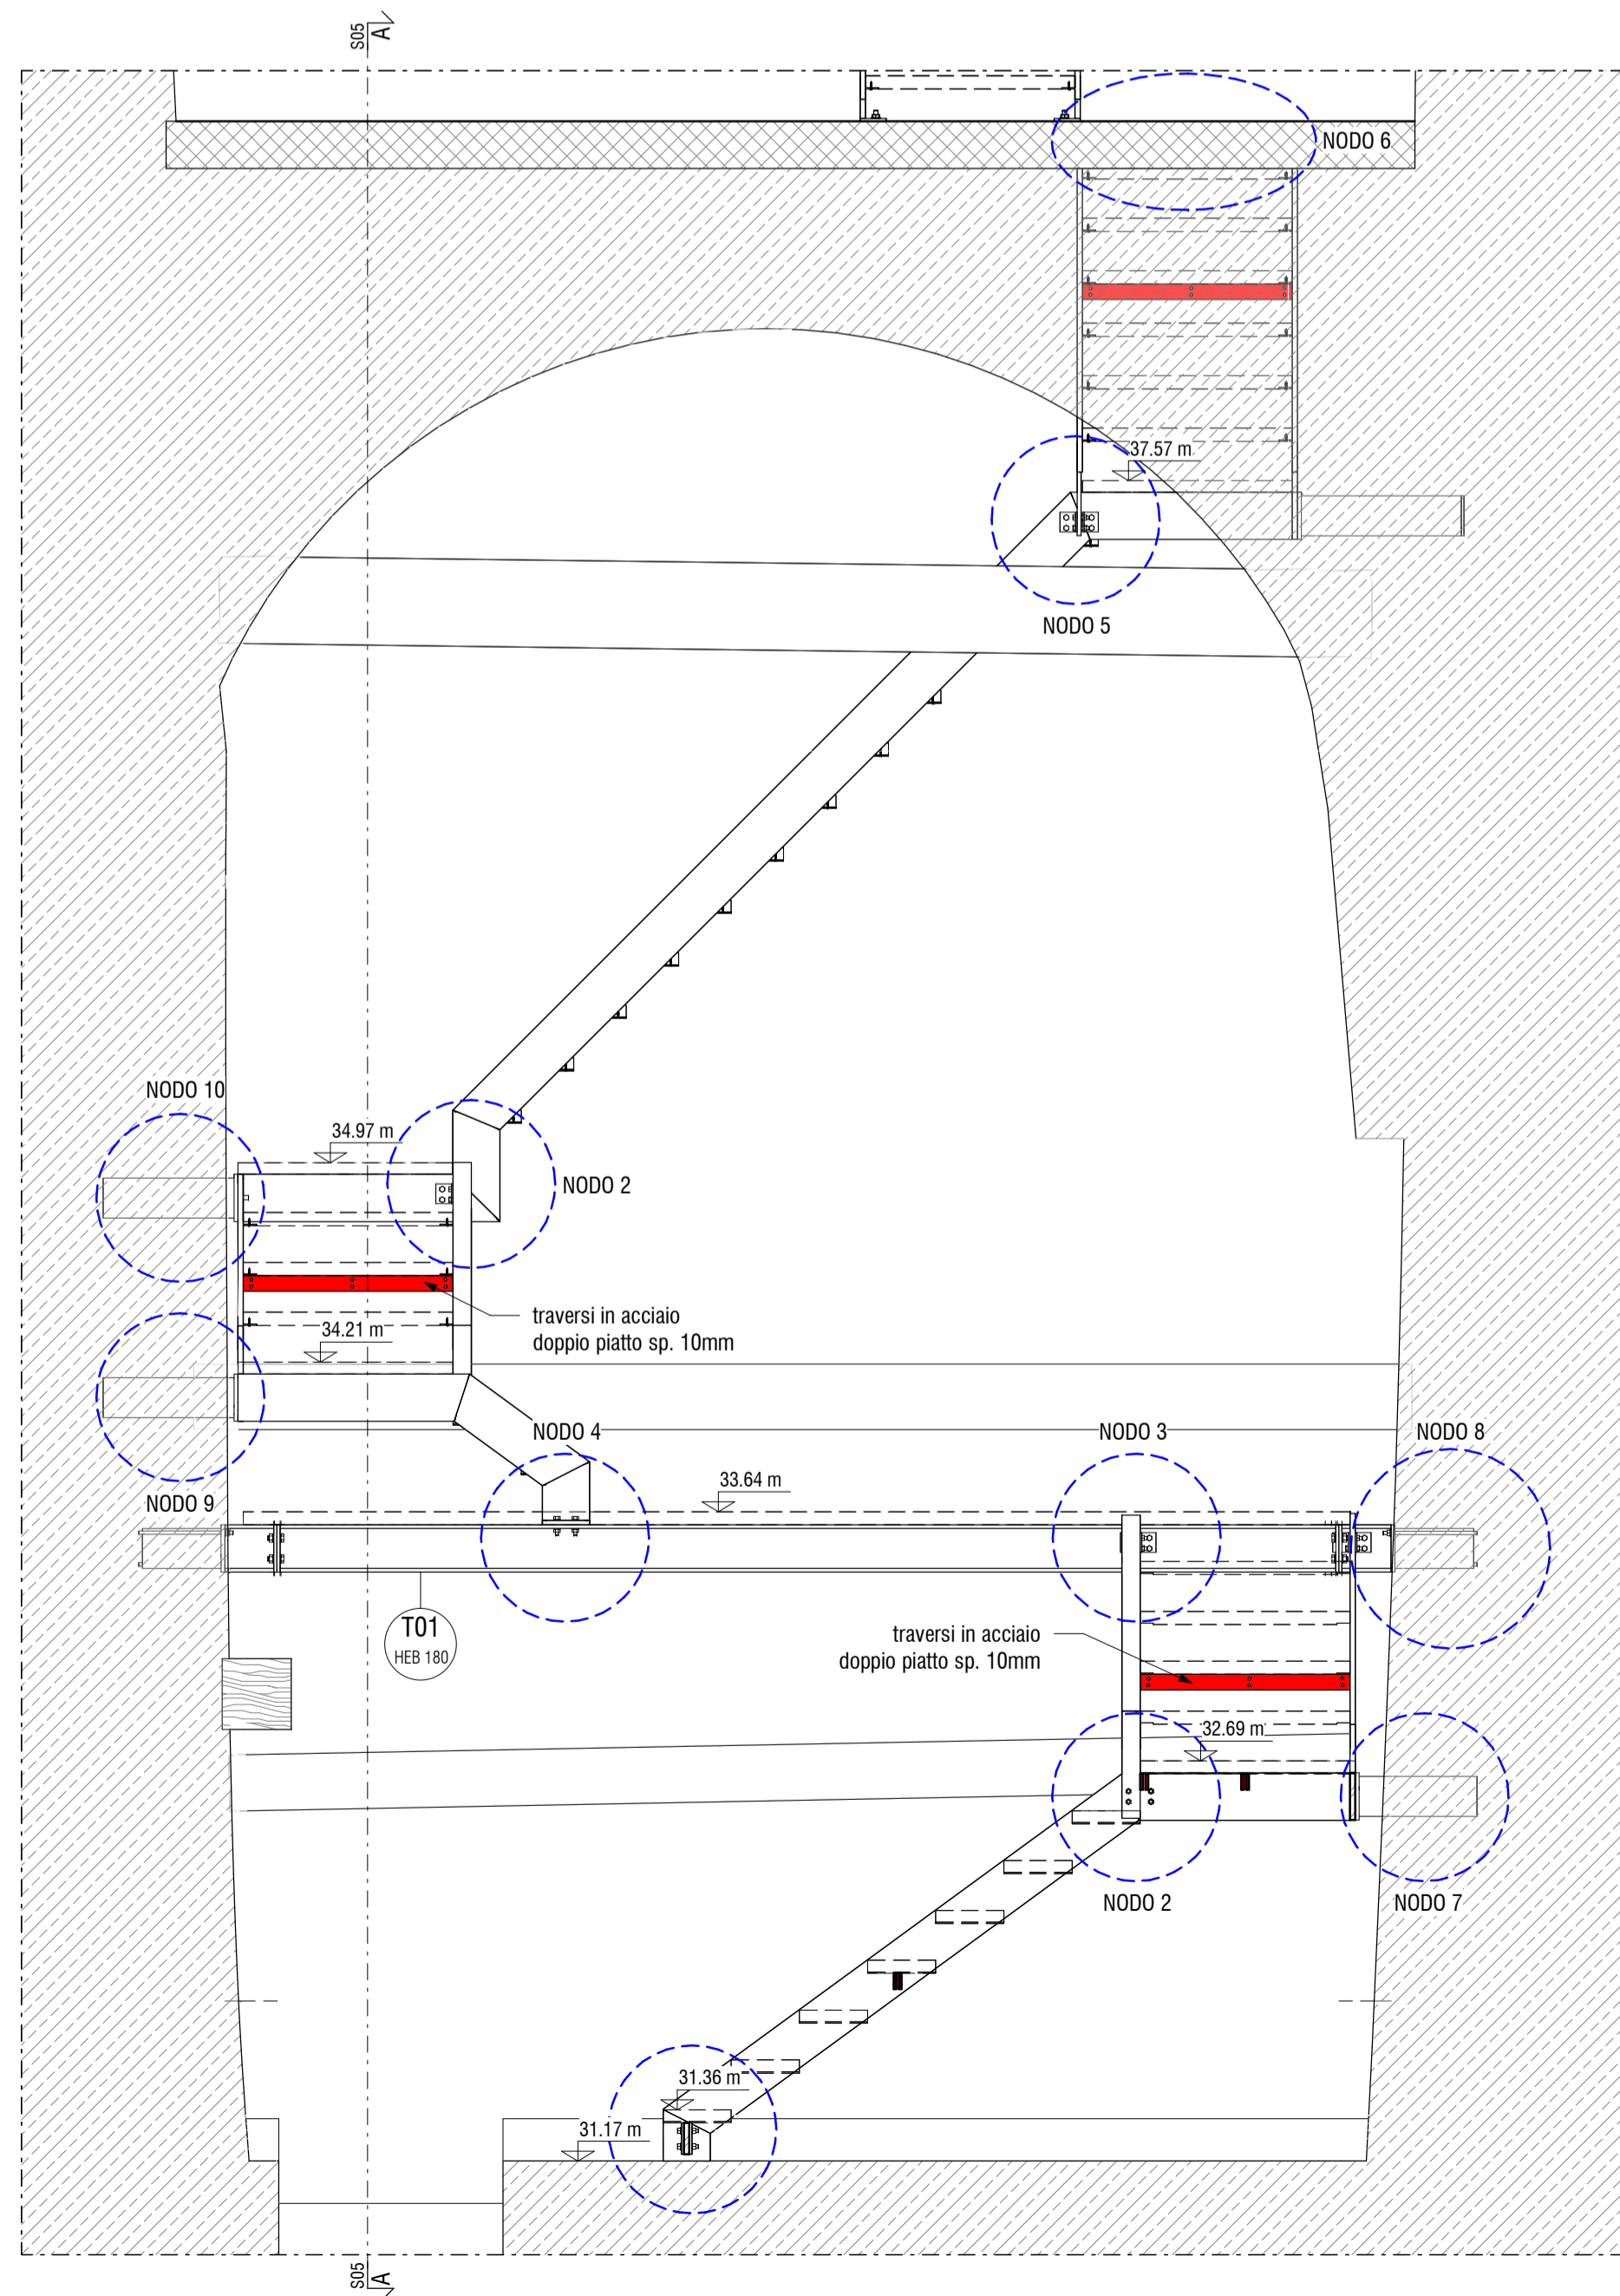 S05
A
NODO 6
37.57 m
NODO 5
NODO 10
34.97 m
NODO 2
traversi in acciaio
doppio piatto sp. 10mm
34.21 m
NODO 4
NODO 3
NODO 8
33.64 m
NODO 9
T01
HEB 180
traversi in acciaio
doppio piatto sp. 10mm
32.69 m
NODO 2
NODO 7
31.36 m
31.17 m
S05
A